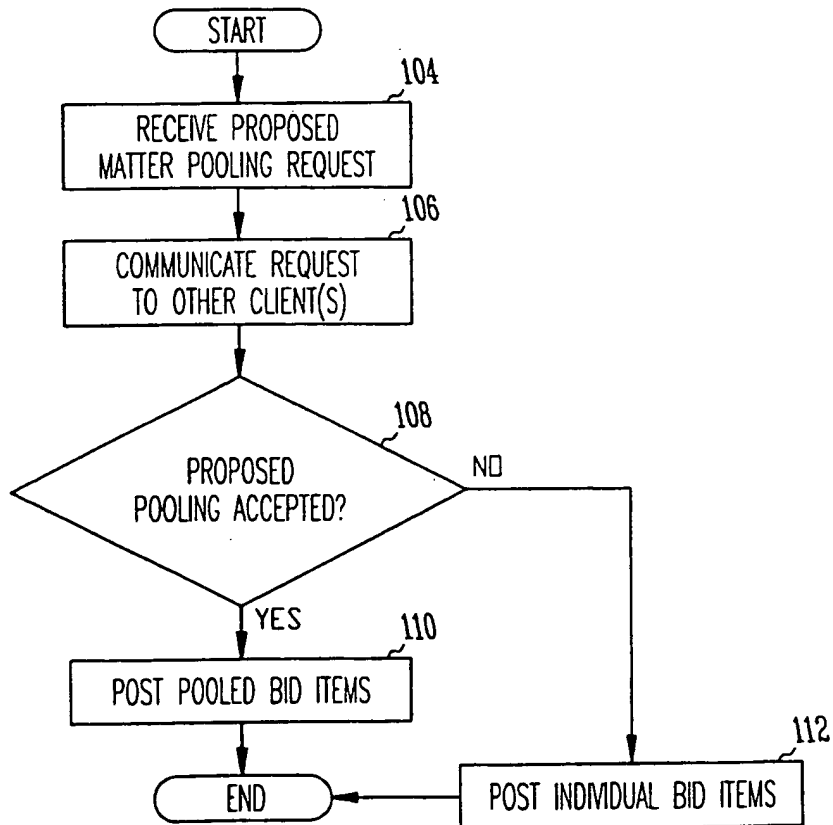 START
104
RECEIVE PROPOSED
MATTER POOLING REQUEST
106
COMMUNICATE REQUEST
TO OTHER CLIENT(S)
108
PROPOSED
POOLING ACCEPTED?
NO
YES
110
POST POOLED BID ITEMS
112
POST INDIVIDUAL BID ITEMS
END